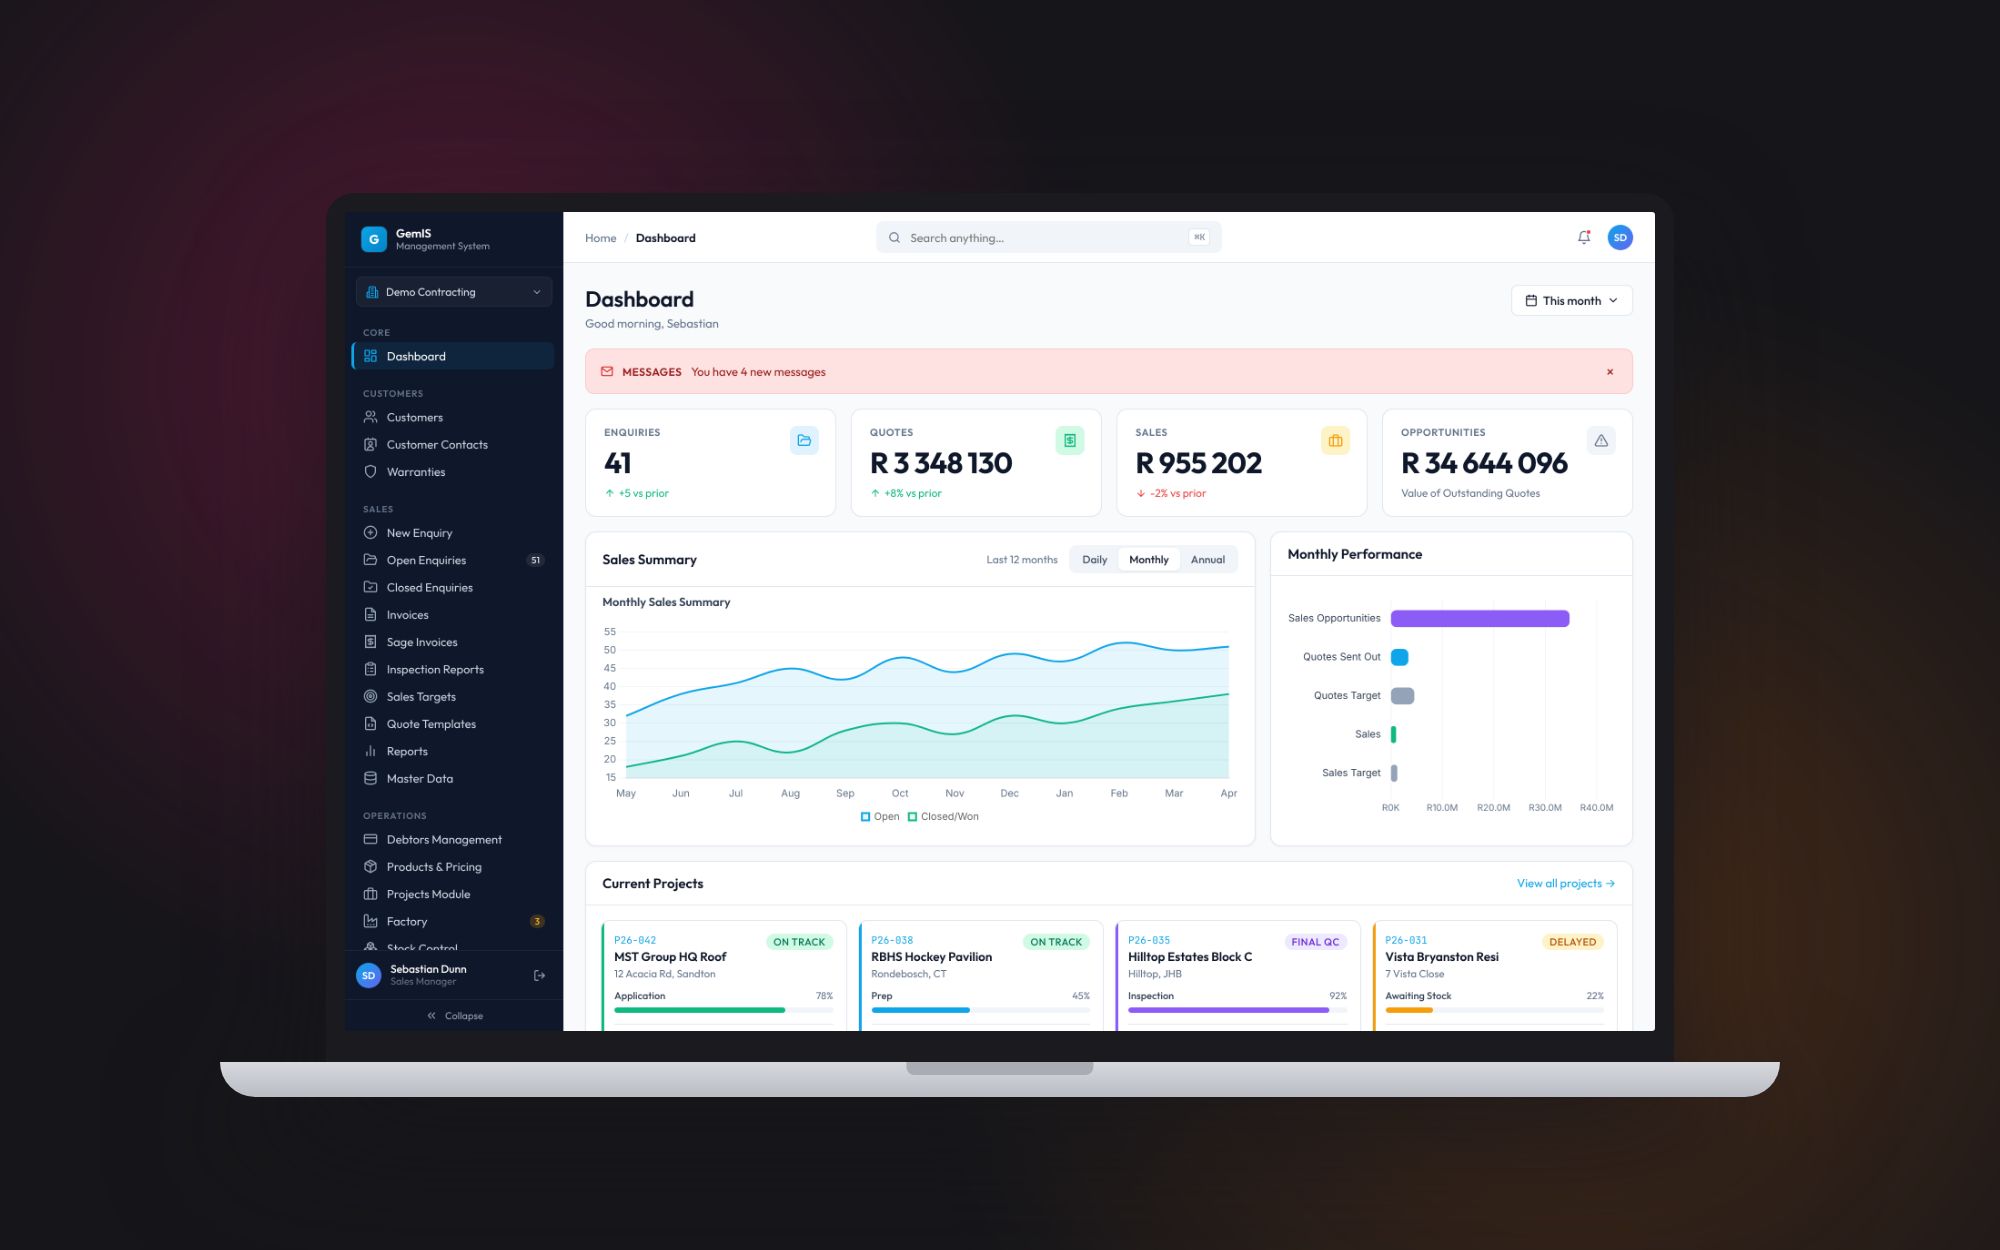 G
GemIS
Management System
Demo Contracting
CORE
Dashboard
CUSTOMERS
Customers
Customer Contacts
Warranties
SALES
New Enquiry
Open Enquiries 51
Closed Enquiries
Invoices
Sage Invoices
Inspection Reports
Sales Targets
Quote Templates
Reports
Master Data
OPERATIONS
Debtors Management
Products & Pricing
Projects Module
Factory 3
Stock Control
SD
Sebastian Dunn
Sales Manager
« Collapse
Home / Dashboard
Search anything... ⌘K
SD
Dashboard
Good morning, Sebastian
This month
MESSAGES You have 4 new messages ×
ENQUIRIES
41
↑ +5 vs prior
QUOTES
R 3 348 130
↑ +8% vs prior
SALES
R 955 202
↓ -2% vs prior
OPPORTUNITIES
R 34 644 096
Value of Outstanding Quotes
Sales Summary
Last 12 months Daily Monthly Annual
Monthly Sales Summary
55
50
45
40
35
30
25
20
15
May Jun Jul Aug Sep Oct Nov Dec Jan Feb Mar Apr
Open Closed/Won
Monthly Performance
Sales Opportunities
Quotes Sent Out
Quotes Target
Sales
Sales Target
R0K R10.0M R20.0M R30.0M R40.0M
Current Projects
View all projects →
P26-042
ON TRACK
MST Group HQ Roof
12 Acacia Rd, Sandton
Application 78%
P26-038
ON TRACK
RBHS Hockey Pavilion
Rondebosch, CT
Prep 45%
P26-035
FINAL QC
Hilltop Estates Block C
Hilltop, JHB
Inspection 92%
P26-031
DELAYED
Vista Bryanston Resi
7 Vista Close
Awaiting Stock 22%